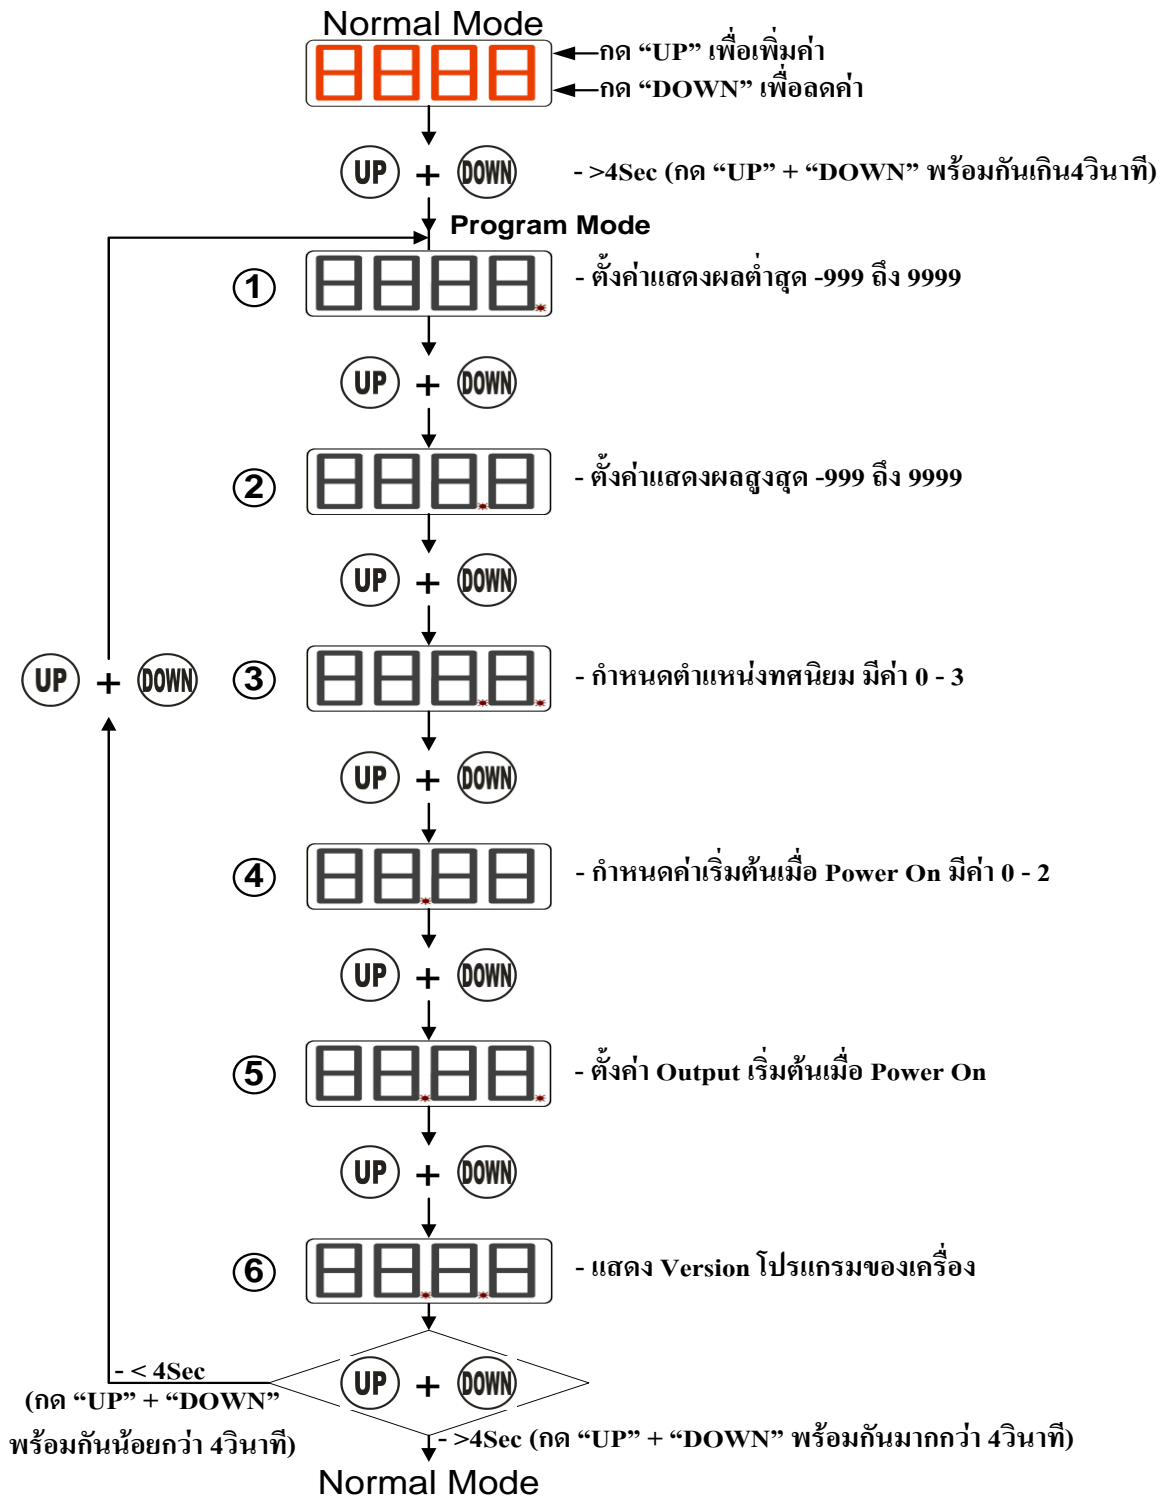 Normal Mode
กด “UP” เพื่อเพิ่มค่า
กด “DOWN” เพื่อลดค่า
UP + DOWN - >4Sec (กด “UP” + “DOWN” พร้อมกันเกิน4วินาที)
Program Mode
1 - ตั้งค่าแสดงผลต่ำสุด -999 ถึง 9999
UP + DOWN
2 - ตั้งค่าแสดงผลสูงสุด -999 ถึง 9999
UP + DOWN
UP + DOWN
3 - กำหนดตำแหน่งทศนิยม มีค่า 0 - 3
UP + DOWN
4 - กำหนดค่าเริ่มต้นเมื่อ Power On มีค่า 0 - 2
UP + DOWN
5 - ตั้งค่า Output เริ่มต้นเมื่อ Power On
UP + DOWN
6 - แสดง Version โปรแกรมของเครื่อง
UP + DOWN
- < 4Sec
(กด “UP” + “DOWN”
พร้อมกันน้อยกว่า 4วินาที)
- >4Sec (กด “UP” + “DOWN” พร้อมกันมากกว่า 4วินาที)
Normal Mode